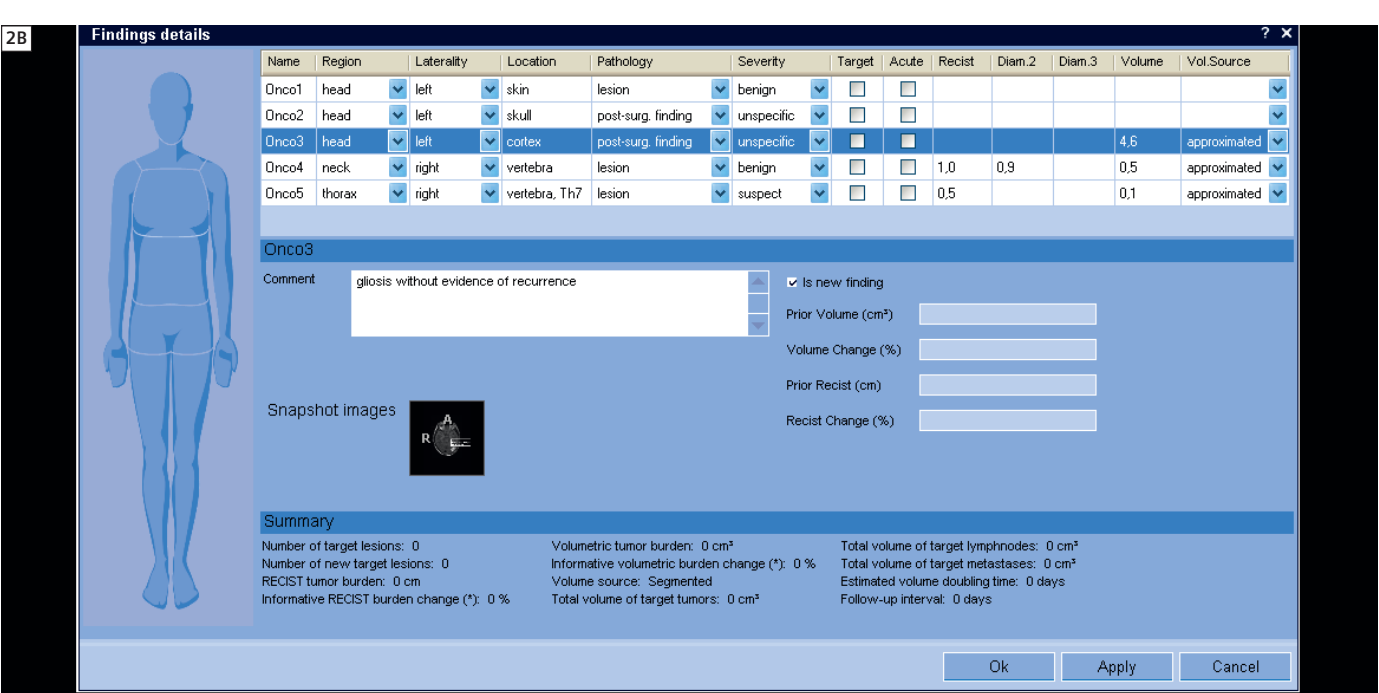 2B
Findings details ? X
Name Region Laterality Location Pathology Severity Target Acute Recist Diam.2 Diam.3 Volume Vol.Source
Onco1 head left skin lesion benign
Onco2 head left skull post-surg. finding unspecific
Onco3 head left cortex post-surg. finding unspecific 4,6 approximated
Onco4 neck right vertebra lesion benign 1,0 0,9 0,5 approximated
Onco5 thorax right vertebra, Th7 lesion suspect 0,5 0,1 approximated
Onco3
Comment gliosis without evidence of recurrence
Is new finding
Prior Volume (cm³)
Volume Change (%)
Prior Recist (cm)
Recist Change (%)
Snapshot images
A
R
Summary
Number of target lesions: 0 Volumetric tumor burden: 0 cm³ Total volume of target lymphnodes: 0 cm³
Number of new target lesions: 0 Informative volumetric burden change (*): 0 % Total volume of target metastases: 0 cm³
RECIST tumor burden: 0 cm Volume source: Segmented Estimated volume doubling time: 0 days
Informative RECIST burden change (*): 0 % Total volume of target tumors: 0 cm³ Follow-up interval: 0 days
Ok Apply Cancel